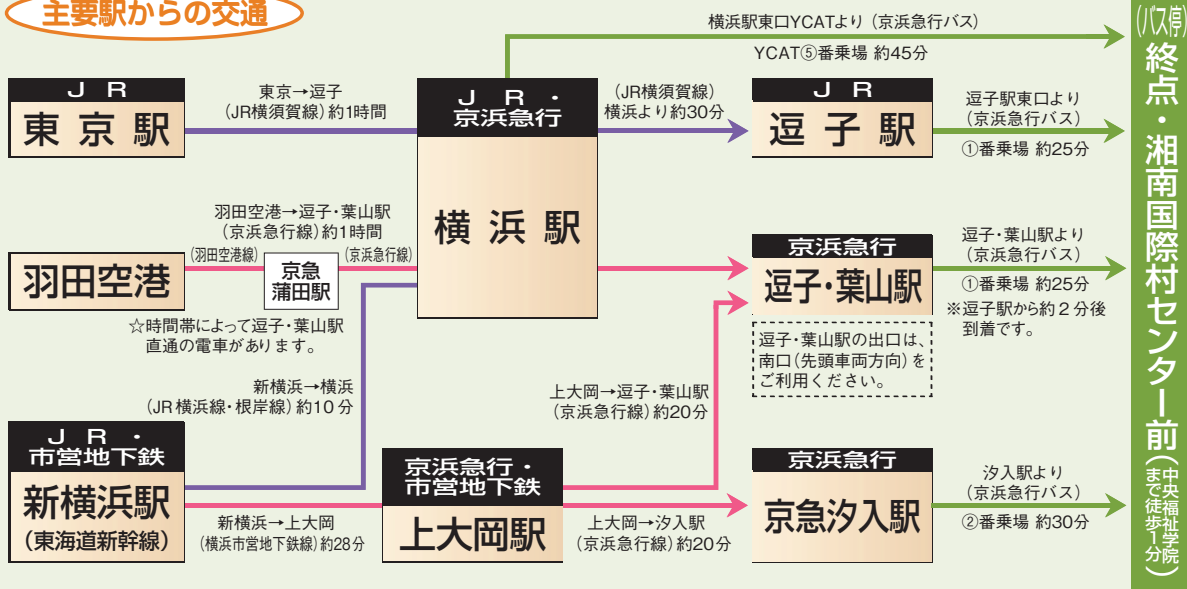 主要駅からの交通
横浜駅東口YCATより（京浜急行バス）
YCAT⑤番乗場 約45分
JR
東京駅
東京→逗子
（JR横須賀線）約1時間
JR・
京浜急行
横浜駅
（JR横須賀線）
横浜より約30分
JR
逗子駅
逗子駅東口より
（京浜急行バス）
①番乗場 約25分
羽田空港
羽田空港→逗子・葉山駅
（京浜急行線）約1時間
（羽田空港線）
京急
蒲田駅
（京浜急行線）
☆時間帯によって逗子・葉山駅
直通の電車があります。
京浜急行
逗子・葉山駅
逗子・葉山駅の出口は、
南口（先頭車両方向）を
ご利用ください。
逗子・葉山駅より
（京浜急行バス）
①番乗場 約25分
※逗子駅から約2分後
到着です。
新横浜→横浜
（JR横浜線・根岸線）約10分
JR・
市営地下鉄
新横浜駅
（東海道新幹線）
新横浜→上大岡
（横浜市営地下鉄線）約28分
京浜急行・
市営地下鉄
上大岡駅
上大岡→逗子・葉山駅
（京浜急行線）約20分
上大岡→汐入駅
（京浜急行線）約20分
京浜急行
京急汐入駅
汐入駅より
（京浜急行バス）
②番乗場 約30分
（バス停）
終点・湘南国際村センター前
（中央福祉学院
まで徒歩1分）